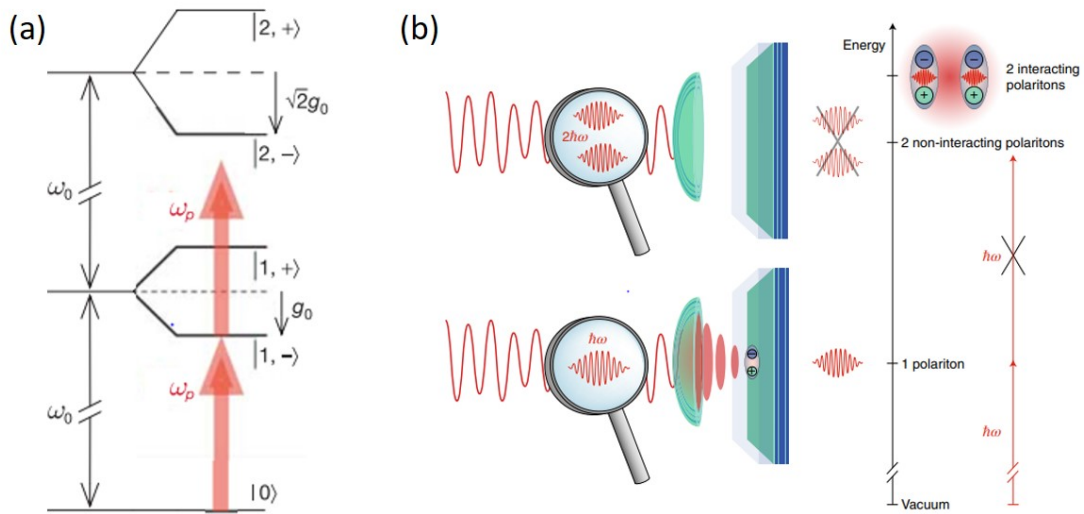 (a)
|2, +⟩
√2g₀
|2, −⟩
ω₀
ωₚ
|1, +⟩
g₀
|1, −⟩
ωₚ
ω₀
|0⟩
(b)
2ℏω
ℏω
Energy
− −
+ +
2 interacting
polaritons
2 non-interacting polaritons
ℏω
−
+
1 polariton
ℏω
Vacuum